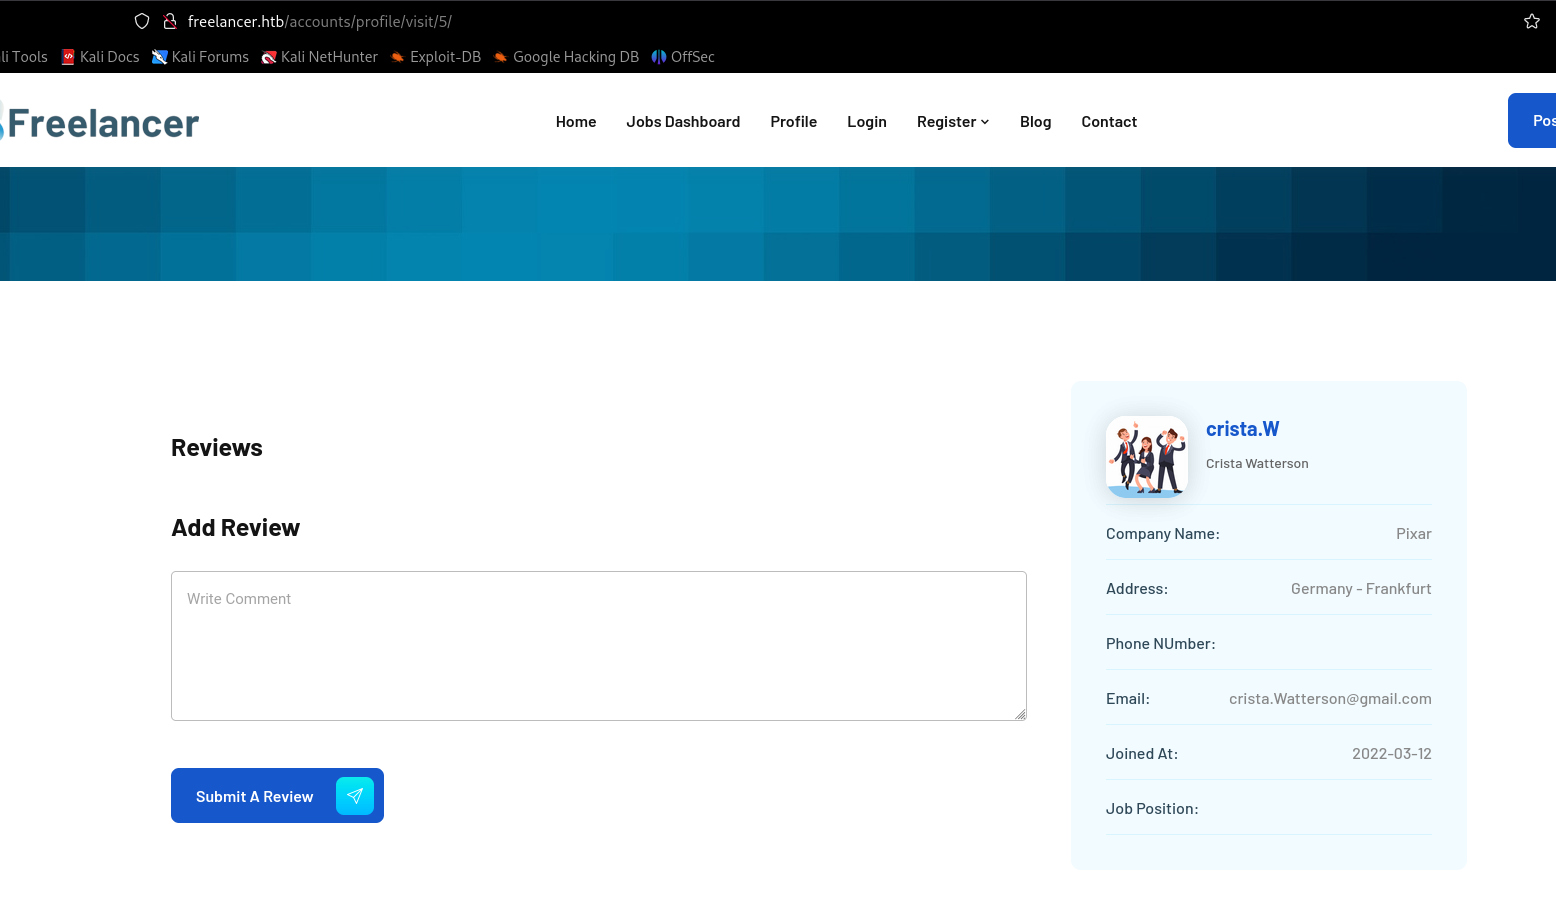 freelancer.htb/accounts/profile/visit/5/
li Tools Kali Docs Kali Forums Kali NetHunter Exploit-DB Google Hacking DB OffSec
Freelancer Home Jobs Dashboard Profile Login Register Blog Contact Pos
Reviews
Add Review
Write Comment
Submit A Review
crista.W
Crista Watterson
Company Name: Pixar
Address: Germany - Frankfurt
Phone NUmber:
Email: crista.Watterson@gmail.com
Joined At: 2022-03-12
Job Position: